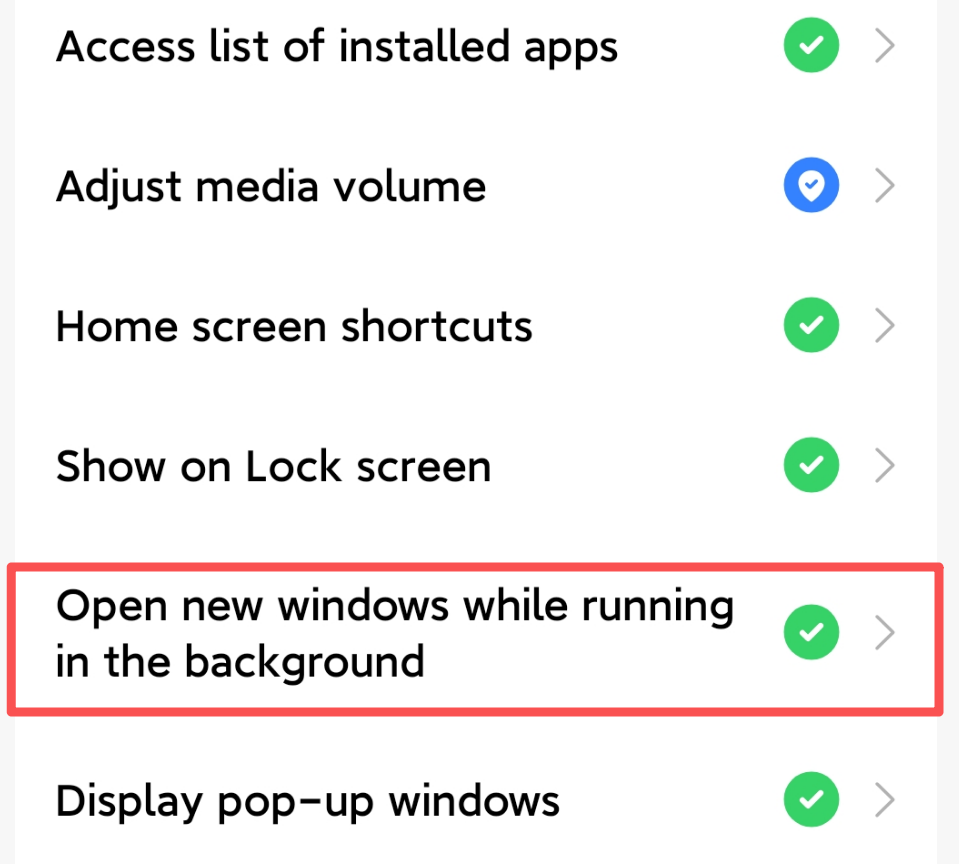 Access list of installed apps
Adjust media volume
Home screen shortcuts
Show on Lock screen
Open new windows while running
in the background
Display pop-up windows